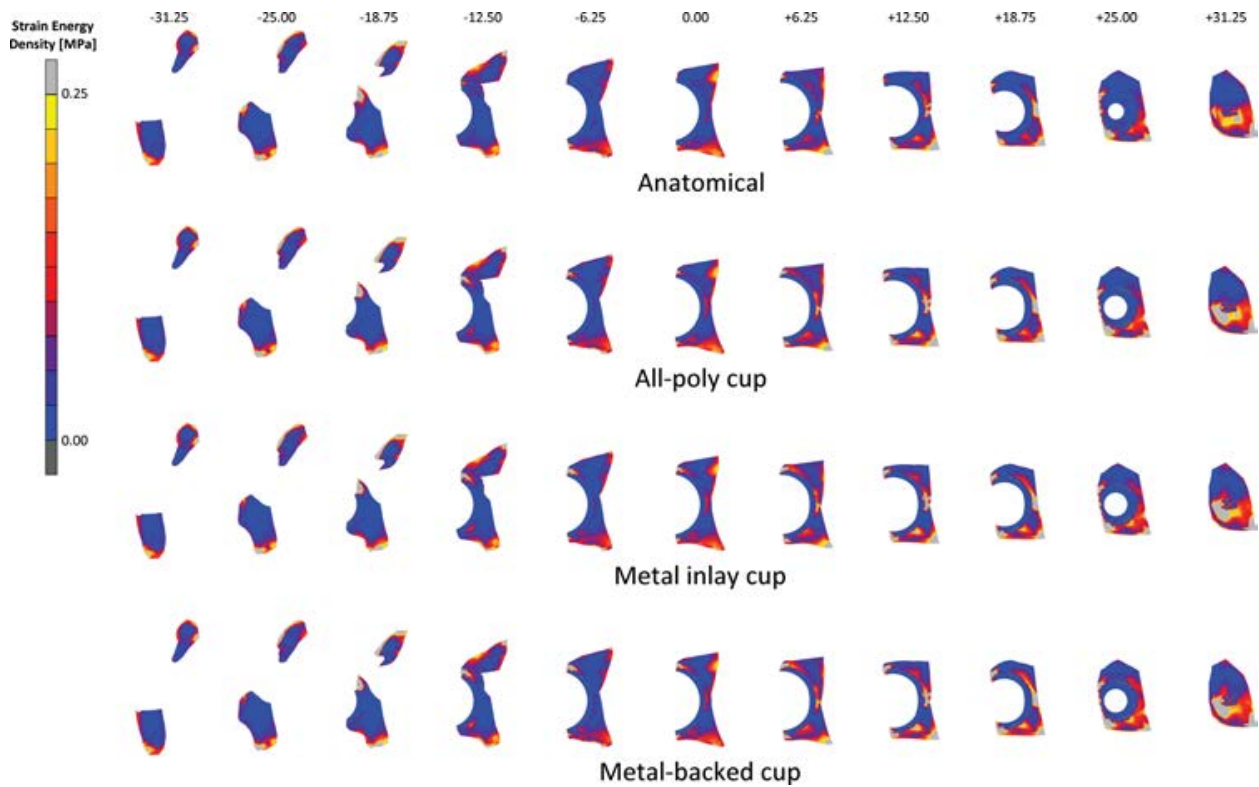 -31.25 -25.00 -18.75 -12.50 -6.25 0.00 +6.25 +12.50 +18.75 +25.00 +31.25
Strain Energy
Density [MPa]
0.25
0.00
Anatomical
All-poly cup
Metal inlay cup
Metal-backed cup